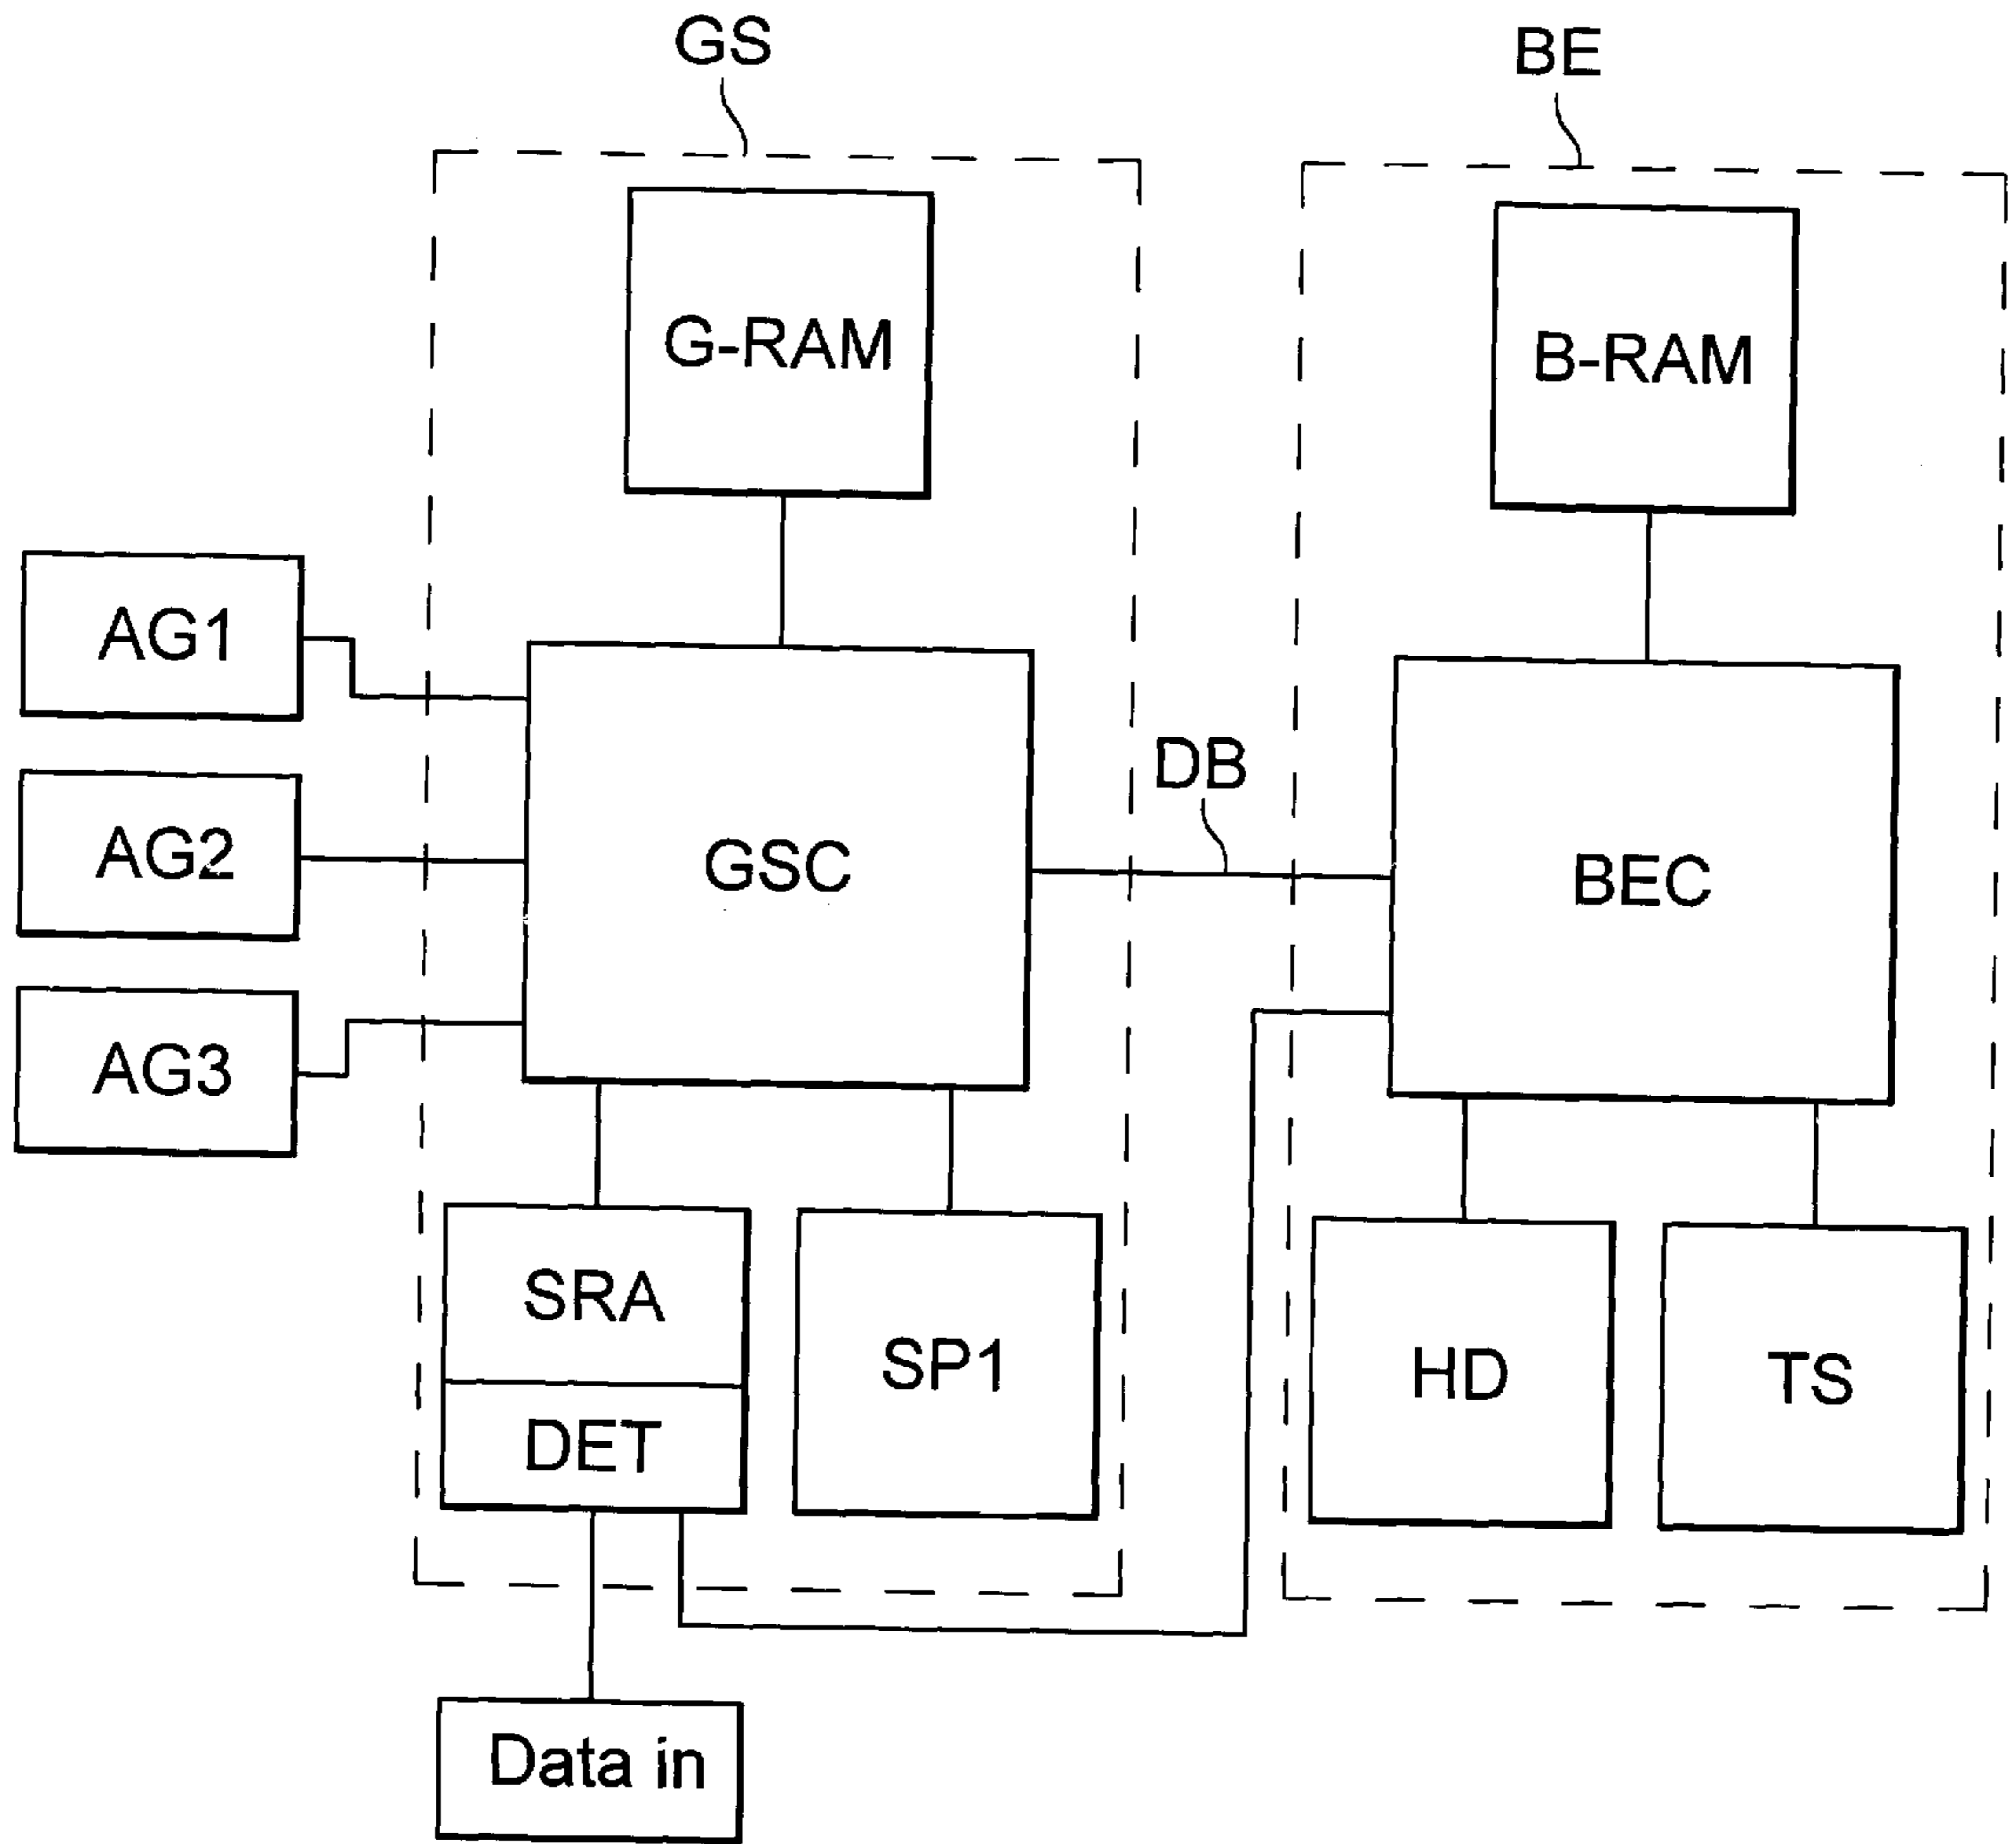 GS
BE
G-RAM
B-RAM
AG1
AG2
AG3
GSC
DB
BEC
SRA
DET
SP1
HD
TS
Data in